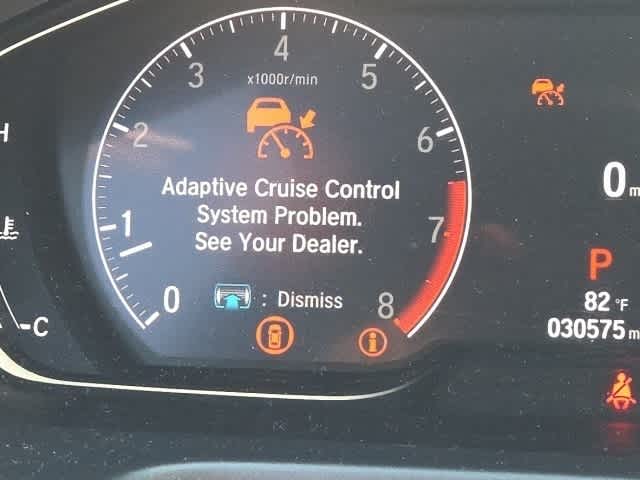 4
3
5
x1000r/min
2
6
Adaptive Cruise Control
System Problem.
See Your Dealer.
H
0 m
1
7
P
0
: Dismiss
8
82 °F
C
030575 m
i